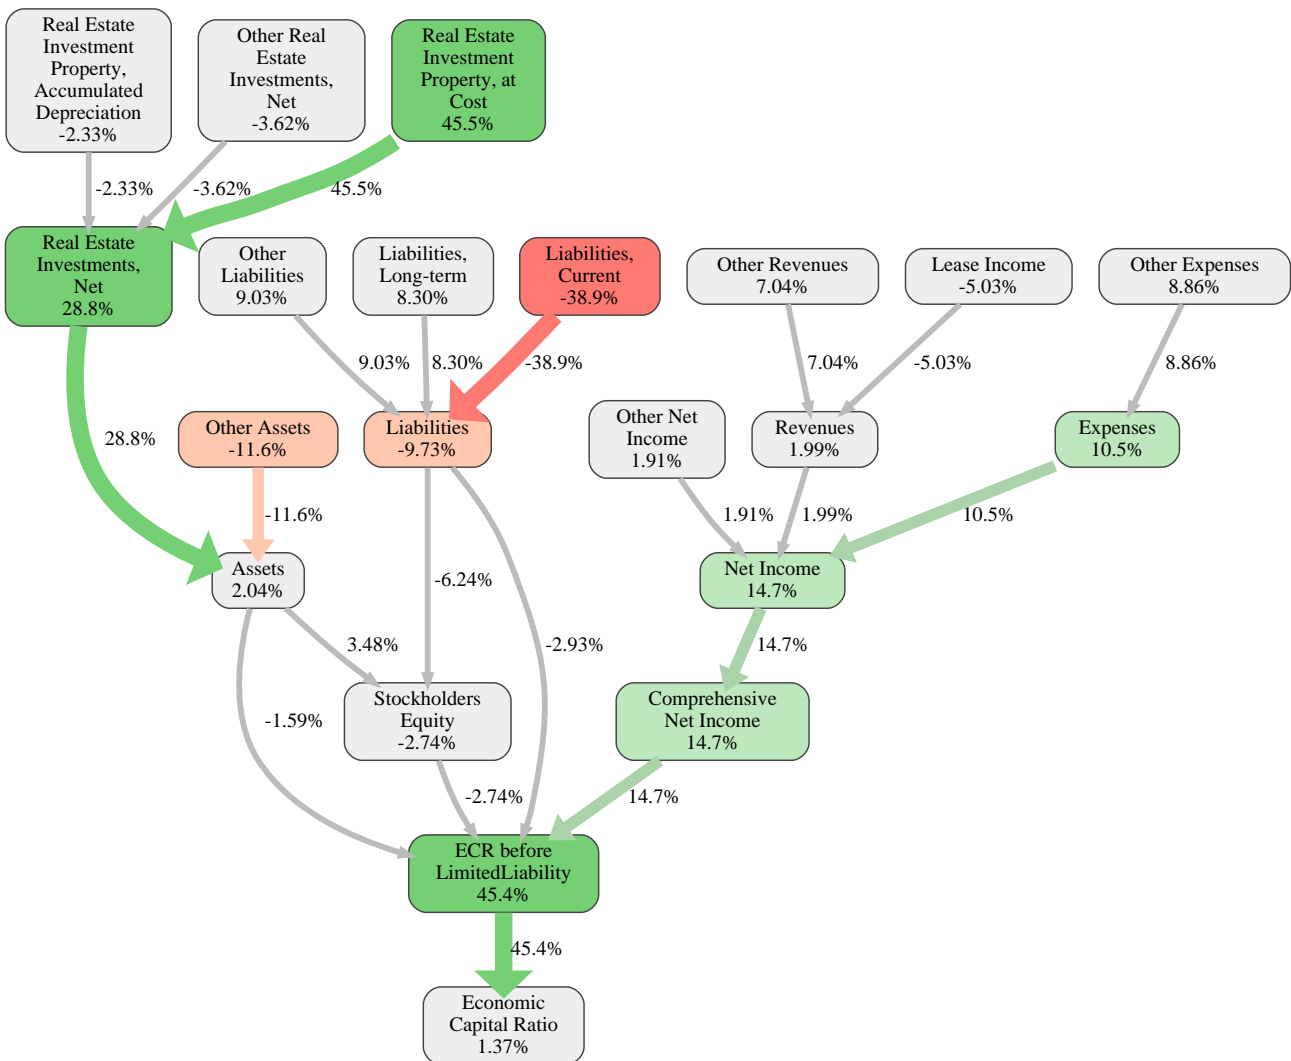 Real Estate
Investment
Property,
Accumulated
Depreciation
-2.33%
Other Real
Estate
Investments,
Net
-3.62%
Real Estate
Investment
Property, at
Cost
45.5%
-2.33%
-3.62%
45.5%
Real Estate
Investments,
Net
28.8%
Other
Liabilities
9.03%
Liabilities,
Long-term
8.30%
Liabilities,
Current
-38.9%
Other Revenues
7.04%
Lease Income
-5.03%
Other Expenses
8.86%
9.03%
8.30%
-38.9%
7.04%
-5.03%
8.86%
28.8%
Other Assets
-11.6%
Liabilities
-9.73%
Other Net
Income
1.91%
Revenues
1.99%
Expenses
10.5%
-11.6%
1.91%
1.99%
10.5%
Assets
2.04%
-6.24%
Net Income
14.7%
3.48%
-2.93%
14.7%
-1.59%
Stockholders
Equity
-2.74%
Comprehensive
Net Income
14.7%
-2.74%
14.7%
ECR before
LimitedLiability
45.4%
45.4%
Economic
Capital Ratio
1.37%